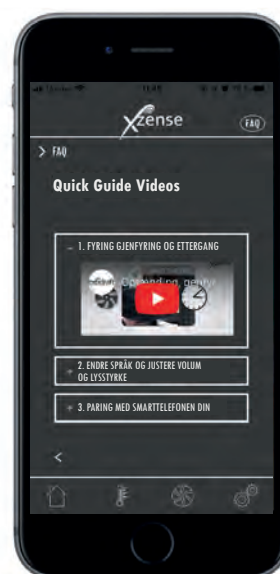 xzense
FAQ
> FAQ
Quick Guide Videos
– 1. FYRING GJENFYRING OG ETTERGANG
+ 2. ENDRE SPRÅK OG JUSTERE VOLUM
OG LYSSTYRKE
+ 3. PARING MED SMARTTELEFONEN DIN
<